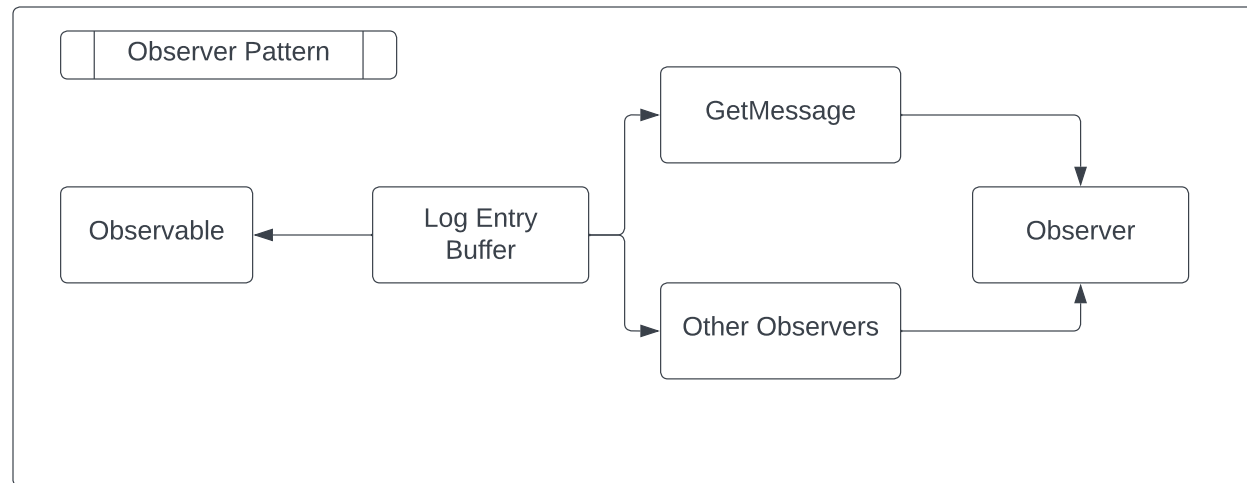 Observer Pattern
GetMessage
Observable
Log Entry
Buffer
Observer
Other Observers